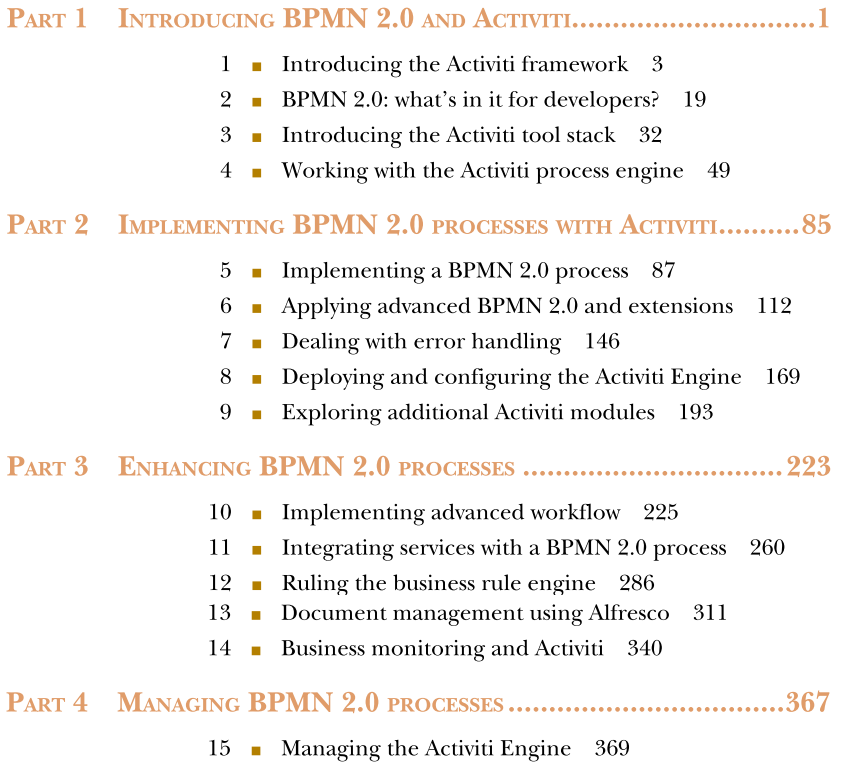 PART 1 INTRODUCING BPMN 2.0 AND ACTIVITI..............................1
1 ■ Introducing the Activiti framework 3
2 ■ BPMN 2.0: what's in it for developers? 19
3 ■ Introducing the Activiti tool stack 32
4 ■ Working with the Activiti process engine 49
PART 2 IMPLEMENTING BPMN 2.0 PROCESSES WITH ACTIVITI..........85
5 ■ Implementing a BPMN 2.0 process 87
6 ■ Applying advanced BPMN 2.0 and extensions 112
7 ■ Dealing with error handling 146
8 ■ Deploying and configuring the Activiti Engine 169
9 ■ Exploring additional Activiti modules 193
PART 3 ENHANCING BPMN 2.0 PROCESSES ................................223
10 ■ Implementing advanced workflow 225
11 ■ Integrating services with a BPMN 2.0 process 260
12 ■ Ruling the business rule engine 286
13 ■ Document management using Alfresco 311
14 ■ Business monitoring and Activiti 340
PART 4 MANAGING BPMN 2.0 PROCESSES..................................367
15 ■ Managing the Activiti Engine 369